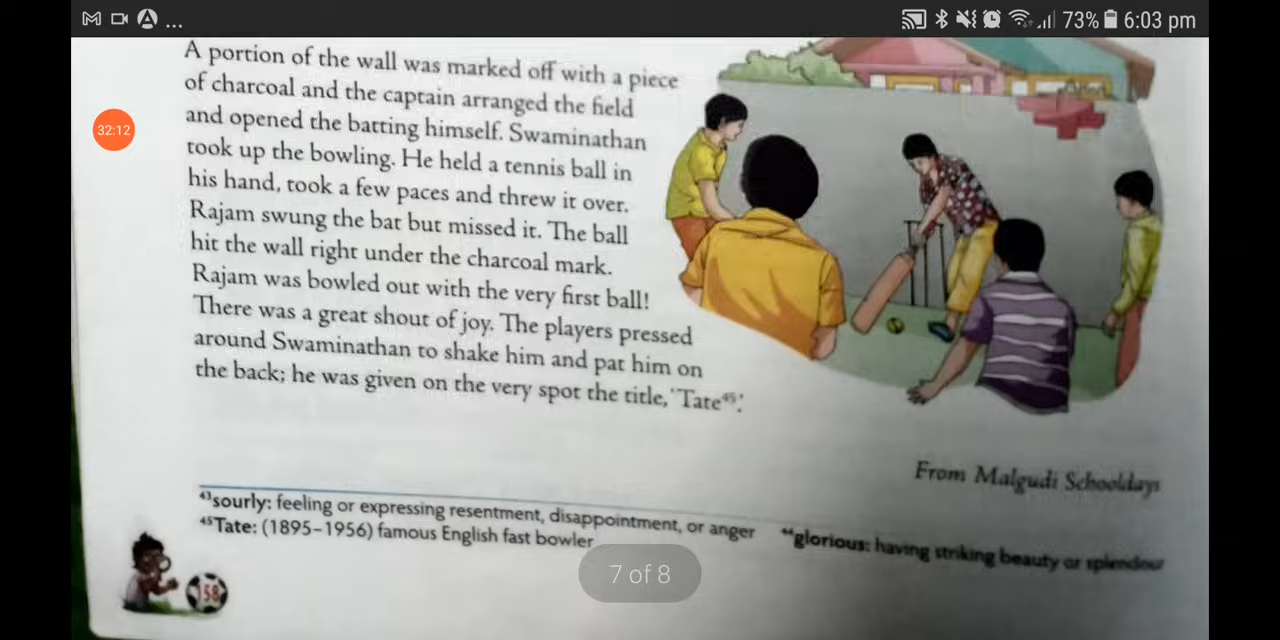 ... 73% 6:03 pm
A portion of the wall was marked off with a piece
32:12
of charcoal and the captain arranged the field
and opened the batting himself. Swaminathan
took up the bowling. He held a tennis ball in
his hand, took a few paces and threw it over.
Rajam swung the bat but missed it. The ball
hit the wall right under the charcoal mark.
Rajam was bowled out with the very first ball!
There was a great shout of joy. The players pressed
around Swaminathan to shake him and pat him on
the back; he was given on the very spot the title, 'Tate⁴⁵'.
From Malgudi Schooldays
⁴³sourly: feeling or expressing resentment, disappointment, or anger ⁴⁴glorious: having striking beauty or splendour
⁴⁵Tate: (1895–1956) famous English fast bowler
7 of 8
158